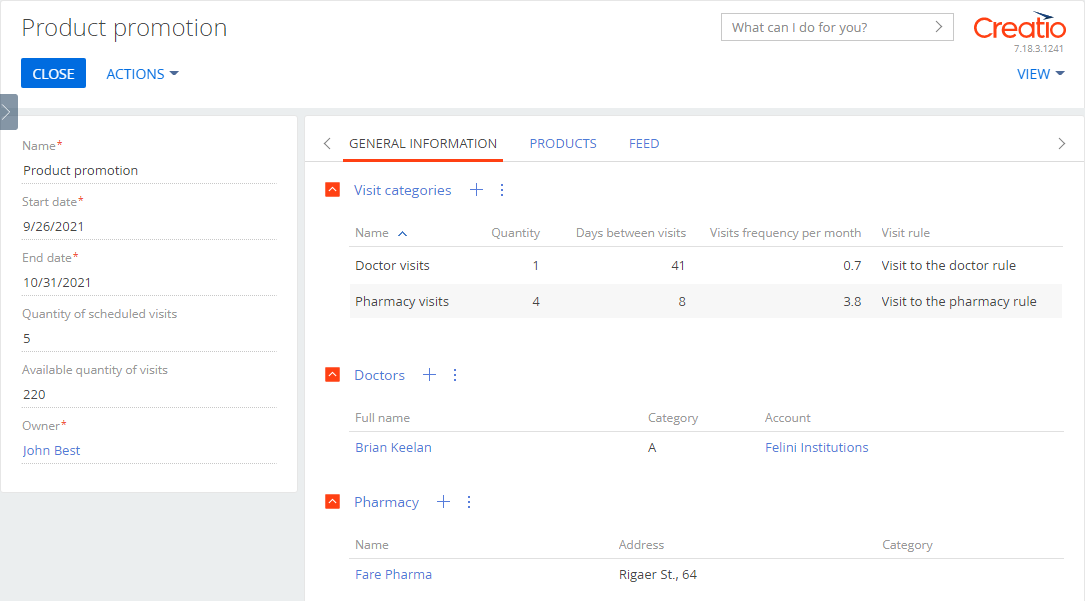 Product promotion
What can I do for you?
Creatio
7.18.3.1241
CLOSE ACTIONS VIEW
Name*
Product promotion
Start date*
9/26/2021
End date*
10/31/2021
Quantity of scheduled visits
5
Available quantity of visits
220
Owner*
John Best
GENERAL INFORMATION PRODUCTS FEED
Visit categories
Name Quantity Days between visits Visits frequency per month Visit rule
Doctor visits 1 41 0.7 Visit to the doctor rule
Pharmacy visits 4 8 3.8 Visit to the pharmacy rule
Doctors
Full name Category Account
Brian Keelan A Felini Institutions
Pharmacy
Name Address Category
Fare Pharma Rigaer St., 64